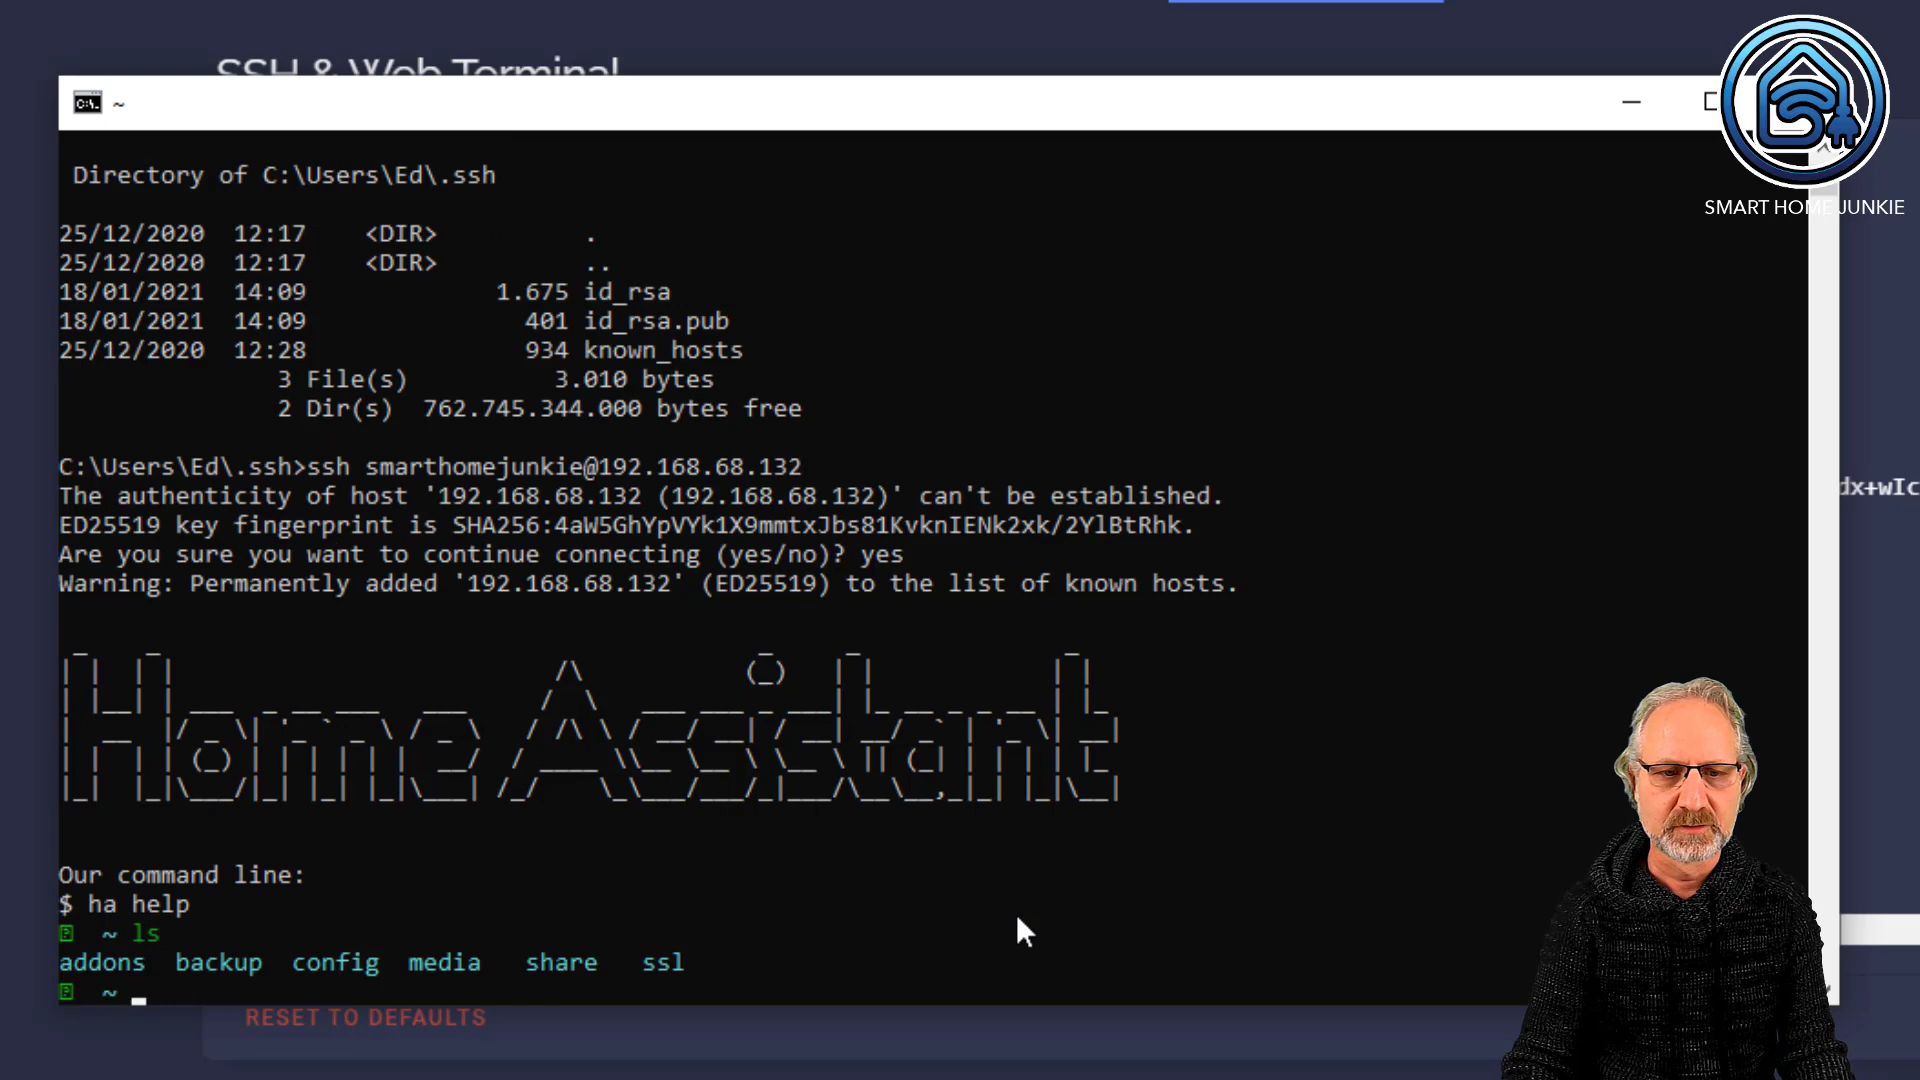 SSH & Web Terminal
~
SMART HOME JUNKIE
Directory of C:\Users\Ed\.ssh
25/12/2020 12:17 <DIR> .
25/12/2020 12:17 <DIR> ..
18/01/2021 14:09 1.675 id_rsa
18/01/2021 14:09 401 id_rsa.pub
25/12/2020 12:28 934 known_hosts
3 File(s) 3.010 bytes
2 Dir(s) 762.745.344.000 bytes free
C:\Users\Ed\.ssh>ssh smarthomejunkie@192.168.68.132
The authenticity of host '192.168.68.132 (192.168.68.132)' can't be established.
dx+wIc
ED25519 key fingerprint is SHA256:4aW5GhYpVYk1X9mmtxJbs81KvknIENk2xk/2YlBtRhk.
Are you sure you want to continue connecting (yes/no)? yes
Warning: Permanently added '192.168.68.132' (ED25519) to the list of known hosts.
Home Assistant
Our command line:
$ ha help
~ ls
addons backup config media share ssl
~
RESET TO DEFAULTS